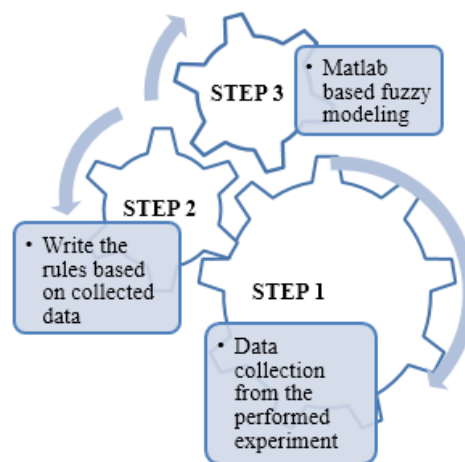 STEP 3
• Matlab
based fuzzy
modeling
STEP 2
• Write the
rules based
on collected
data
STEP 1
• Data
collection
from the
performed
experiment